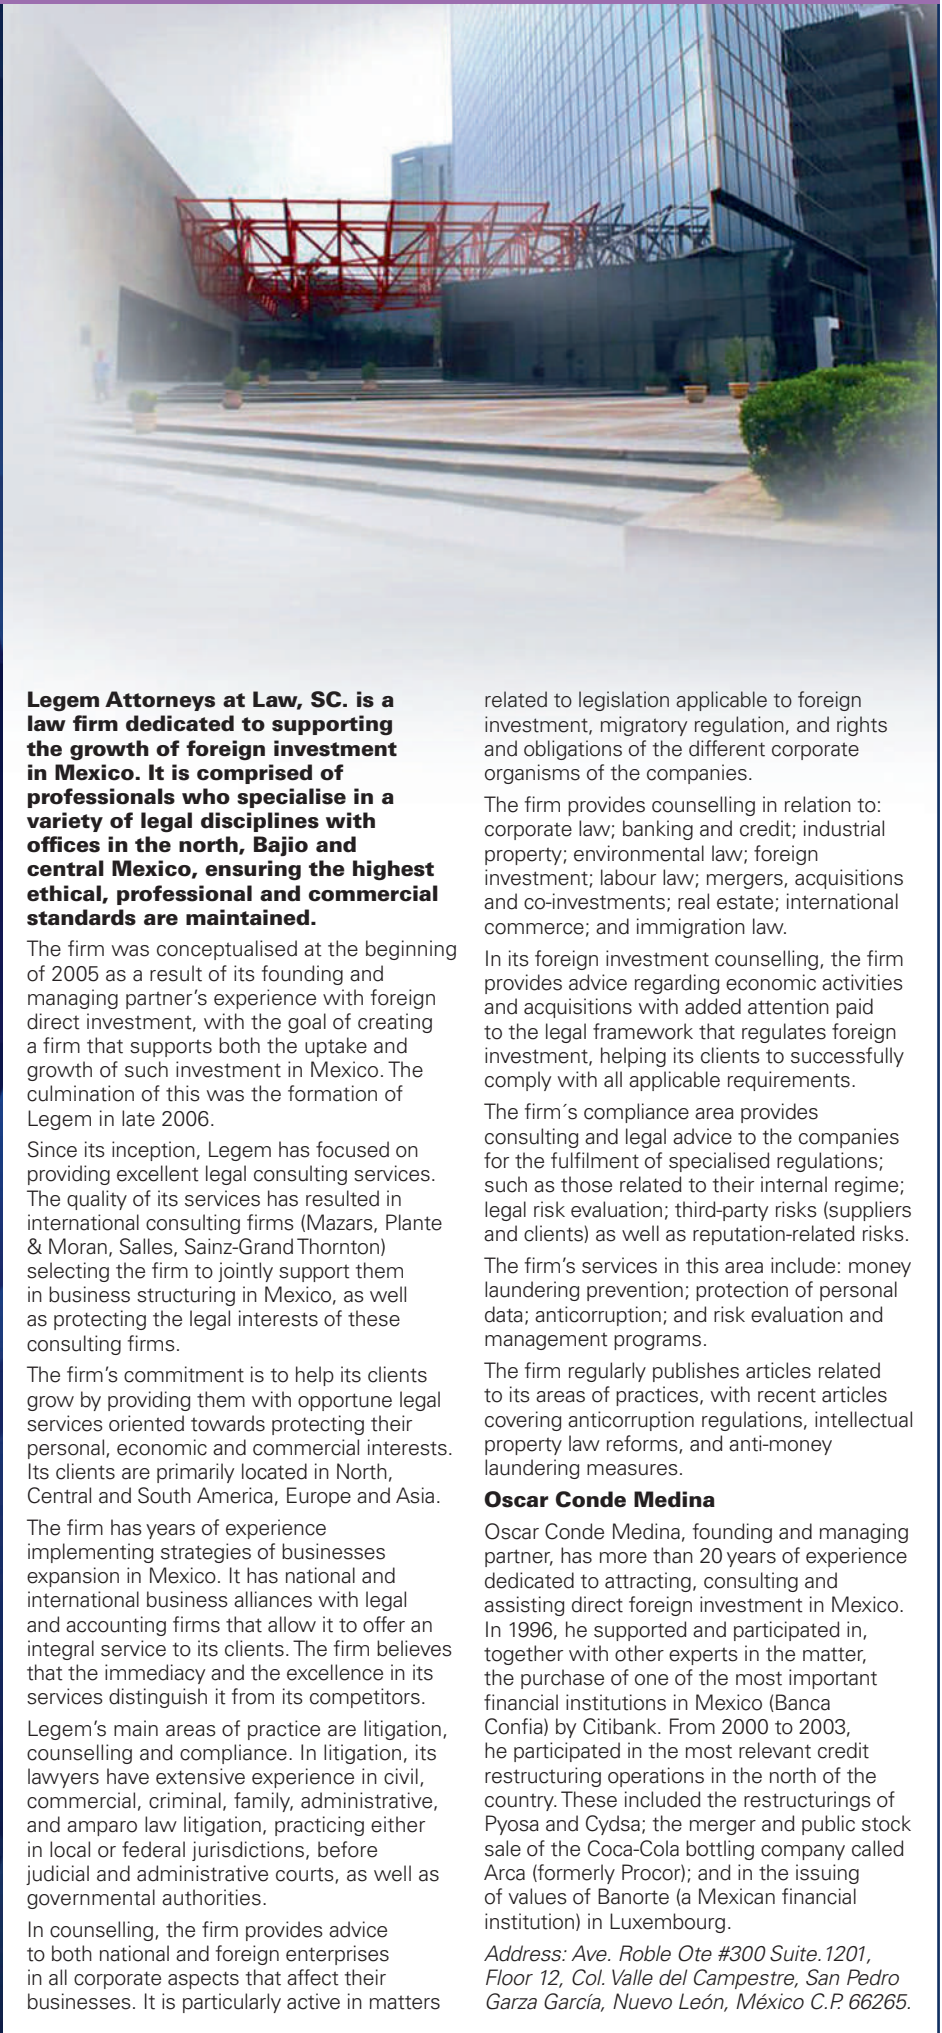 Legem Attorneys at Law, SC. is a
law firm dedicated to supporting
the growth of foreign investment
in Mexico. It is comprised of
professionals who specialise in a
variety of legal disciplines with
offices in the north, Bajio and
central Mexico, ensuring the highest
ethical, professional and commercial
standards are maintained.
The firm was conceptualised at the beginning
of 2005 as a result of its founding and
managing partner’s experience with foreign
direct investment, with the goal of creating
a firm that supports both the uptake and
growth of such investment in Mexico. The
culmination of this was the formation of
Legem in late 2006.
Since its inception, Legem has focused on
providing excellent legal consulting services.
The quality of its services has resulted in
international consulting firms (Mazars, Plante
& Moran, Salles, Sainz-Grand Thornton)
selecting the firm to jointly support them
in business structuring in Mexico, as well
as protecting the legal interests of these
consulting firms.
The firm’s commitment is to help its clients
grow by providing them with opportune legal
services oriented towards protecting their
personal, economic and commercial interests.
Its clients are primarily located in North,
Central and South America, Europe and Asia.
The firm has years of experience
implementing strategies of businesses
expansion in Mexico. It has national and
international business alliances with legal
and accounting firms that allow it to offer an
integral service to its clients. The firm believes
that the immediacy and the excellence in its
services distinguish it from its competitors.
Legem’s main areas of practice are litigation,
counselling and compliance. In litigation, its
lawyers have extensive experience in civil,
commercial, criminal, family, administrative,
and amparo law litigation, practicing either
in local or federal jurisdictions, before
judicial and administrative courts, as well as
governmental authorities.
In counselling, the firm provides advice
to both national and foreign enterprises
in all corporate aspects that affect their
businesses. It is particularly active in matters
related to legislation applicable to foreign
investment, migratory regulation, and rights
and obligations of the different corporate
organisms of the companies.
The firm provides counselling in relation to:
corporate law; banking and credit; industrial
property; environmental law; foreign
investment; labour law; mergers, acquisitions
and co-investments; real estate; international
commerce; and immigration law.
In its foreign investment counselling, the firm
provides advice regarding economic activities
and acquisitions with added attention paid
to the legal framework that regulates foreign
investment, helping its clients to successfully
comply with all applicable requirements.
The firm´s compliance area provides
consulting and legal advice to the companies
for the fulfilment of specialised regulations;
such as those related to their internal regime;
legal risk evaluation; third-party risks (suppliers
and clients) as well as reputation-related risks.
The firm’s services in this area include: money
laundering prevention; protection of personal
data; anticorruption; and risk evaluation and
management programs.
The firm regularly publishes articles related
to its areas of practices, with recent articles
covering anticorruption regulations, intellectual
property law reforms, and anti-money
laundering measures.
Oscar Conde Medina
Oscar Conde Medina, founding and managing
partner, has more than 20 years of experience
dedicated to attracting, consulting and
assisting direct foreign investment in Mexico.
In 1996, he supported and participated in,
together with other experts in the matter,
the purchase of one of the most important
financial institutions in Mexico (Banca
Confia) by Citibank. From 2000 to 2003,
he participated in the most relevant credit
restructuring operations in the north of the
country. These included the restructurings of
Pyosa and Cydsa; the merger and public stock
sale of the Coca-Cola bottling company called
Arca (formerly Procor); and in the issuing
of values of Banorte (a Mexican financial
institution) in Luxembourg.
Address: Ave. Roble Ote #300 Suite.1201,
Floor 12, Col. Valle del Campestre, San Pedro
Garza García, Nuevo León, México C.P. 66265.